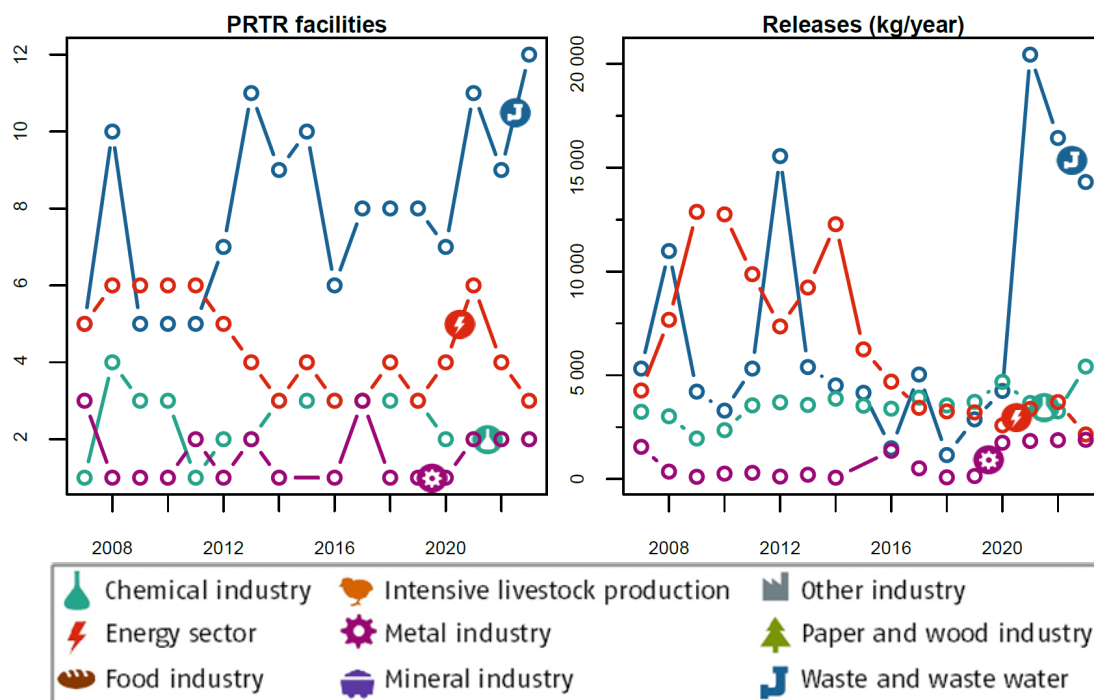 PRTR facilities
Releases (kg/year)
12
10
8
6
4
2
2008
2012
2016
2020
20 000
15 000
10 000
5 000
0
2008
2012
2016
2020
Chemical industry
Intensive livestock production
Other industry
Energy sector
Metal industry
Paper and wood industry
Food industry
Mineral industry
Waste and waste water